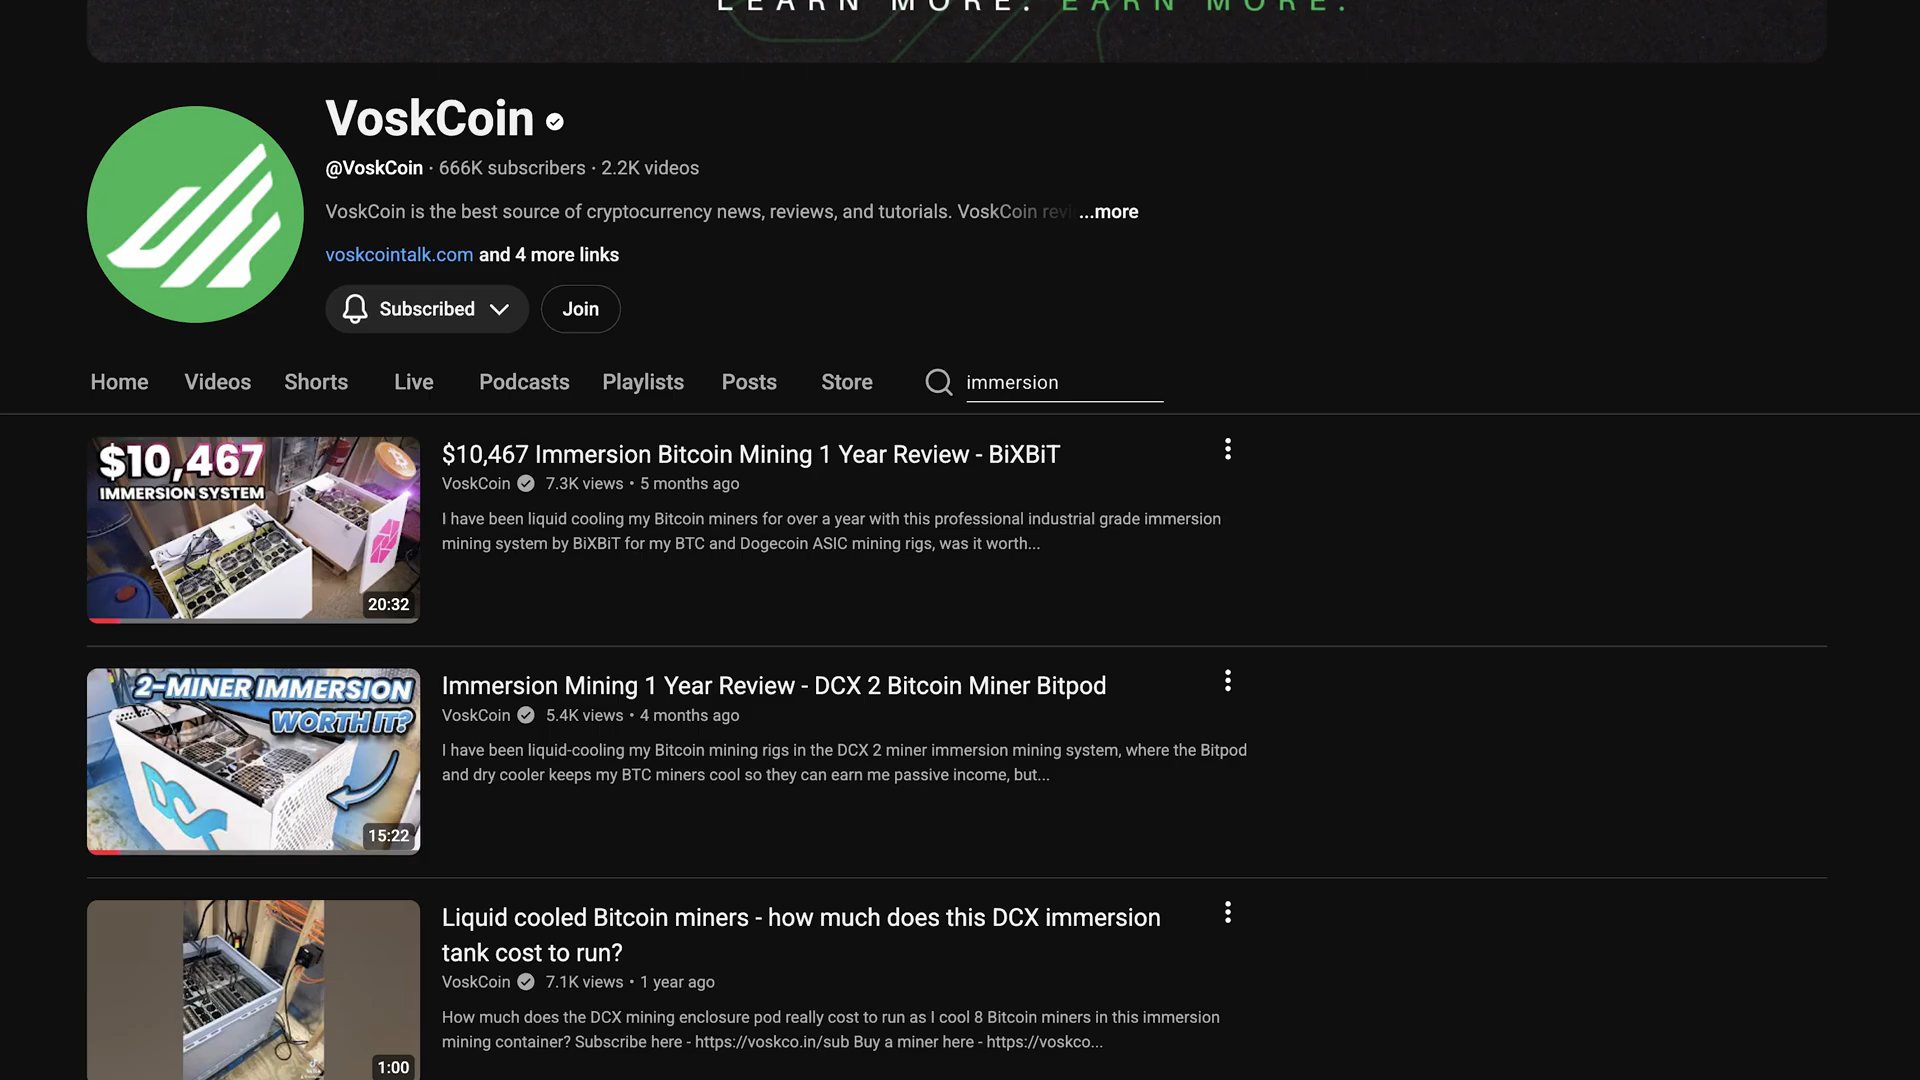 LEARN MORE. EARN MORE.
VoskCoin
@VoskCoin · 666K subscribers · 2.2K videos
VoskCoin is the best source of cryptocurrency news, reviews, and tutorials. VoskCoin revi ...more
voskcointalk.com and 4 more links
Subscribed
Join
Home Videos Shorts Live Podcasts Playlists Posts Store immersion
$10,467
IMMERSION SYSTEM
20:32
$10,467 Immersion Bitcoin Mining 1 Year Review - BiXBiT
VoskCoin 7.3K views • 5 months ago
I have been liquid cooling my Bitcoin miners for over a year with this professional industrial grade immersion
mining system by BiXBiT for my BTC and Dogecoin ASIC mining rigs, was it worth...
2-MINER IMMERSION
WORTH IT?
DCX
15:22
Immersion Mining 1 Year Review - DCX 2 Bitcoin Miner Bitpod
VoskCoin 5.4K views • 4 months ago
I have been liquid-cooling my Bitcoin mining rigs in the DCX 2 miner immersion mining system, where the Bitpod
and dry cooler keeps my BTC miners cool so they can earn me passive income, but...
1:00
Liquid cooled Bitcoin miners - how much does this DCX immersion
tank cost to run?
VoskCoin 7.1K views • 1 year ago
How much does the DCX mining enclosure pod really cost to run as I cool 8 Bitcoin miners in this immersion
mining container? Subscribe here - https://voskco.in/sub Buy a miner here - https://voskco...